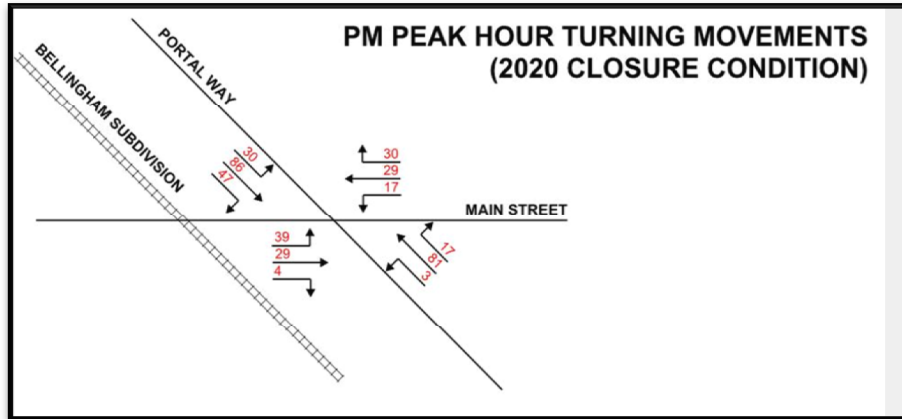 PM PEAK HOUR TURNING MOVEMENTS
(2020 CLOSURE CONDITION)
PORTAL WAY
BELLINGHAM SUBDIVISION
30
86
47
30
29
17
MAIN STREET
39
29
4
17
81
3